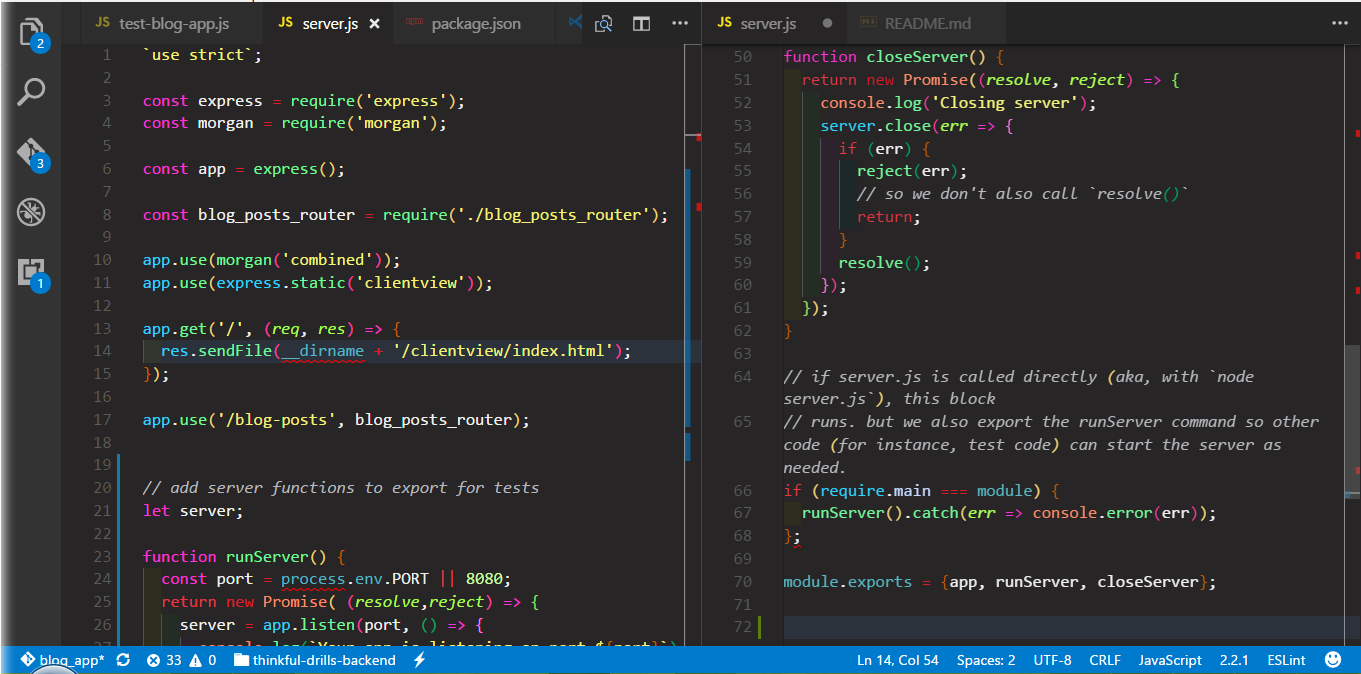 JS test-blog-app.js JS server.js × package.json
JS server.js ● README.md
2
3
1
1 `use strict`;
2
3 const express = require('express');
4 const morgan = require('morgan');
5
6 const app = express();
7
8 const blog_posts_router = require('./blog_posts_router');
9
10 app.use(morgan('combined'));
11 app.use(express.static('clientview'));
12
13 app.get('/', (req, res) => {
14 res.sendFile(__dirname + '/clientview/index.html');
15 });
16
17 app.use('/blog-posts', blog_posts_router);
18
19
20 // add server functions to export for tests
21 let server;
22
23 function runServer() {
24 const port = process.env.PORT || 8080;
25 return new Promise( (resolve,reject) => {
26 server = app.listen(port, () => {
27 console.log(`Your app is listening on port ${port}`)
50 function closeServer() {
51 return new Promise((resolve, reject) => {
52 console.log('Closing server');
53 server.close(err => {
54 if (err) {
55 reject(err);
56 // so we don't also call `resolve()`
57 return;
58 }
59 resolve();
60 });
61 });
62 }
63
64 // if server.js is called directly (aka, with `node
server.js`), this block
65 // runs. but we also export the runServer command so other
code (for instance, test code) can start the server as
needed.
66 if (require.main === module) {
67 runServer().catch(err => console.error(err));
68 };
69
70 module.exports = {app, runServer, closeServer};
71
72
blog_app* 33 0 thinkful-drills-backend Ln 14, Col 54 Spaces: 2 UTF-8 CRLF JavaScript 2.2.1 ESLint